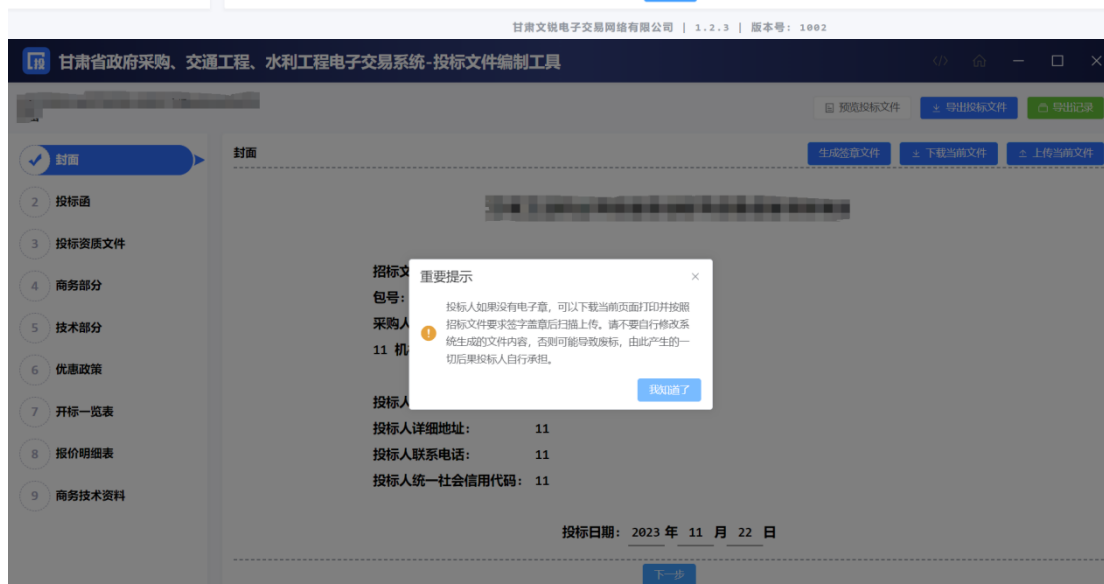 甘肃文锐电子交易网络有限公司 | 1.2.3 | 版本号: 1002
甘肃省政府采购、交通工程、水利工程电子交易系统-投标文件编制工具
预览投标文件 导出投标文件 导出记录
封面
2 投标函
3 投标资质文件
4 商务部分
5 技术部分
6 优惠政策
7 开标一览表
8 报价明细表
9 商务技术资料
封面 生成签章文件 下载当前文件 上传当前文件
招标文
包号:
采购人
11 机
投标人
投标人详细地址: 11
投标人联系电话: 11
投标人统一社会信用代码: 11
投标日期: 2023 年 11 月 22 日
下一步
重要提示
投标人如果没有电子章，可以下载当前页面打印并按照
招标文件要求签字盖章后扫描上传。请不要自行修改系
统生成的文件内容，否则可能导致废标，由此产生的一
切后果投标人自行承担。
我知道了